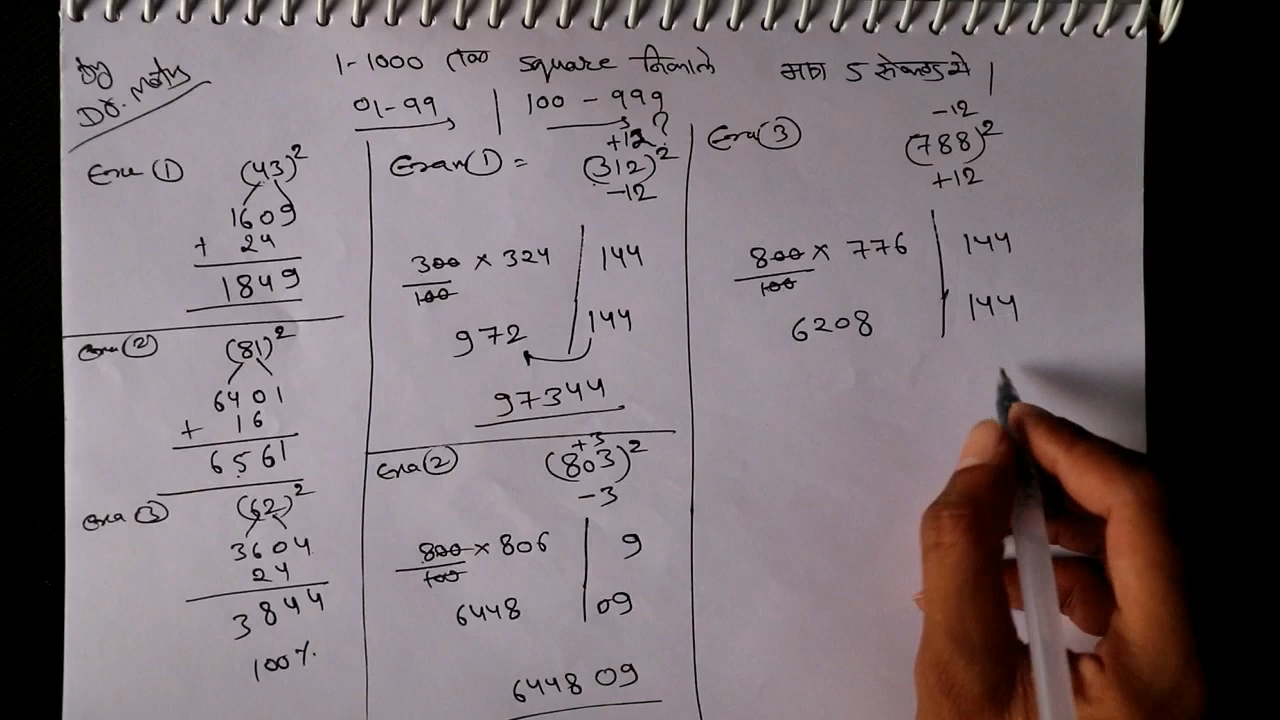 By
Dr. Maths
1-1000 तक square निकाले मात्र 5 सेकण्ड में |
01-99 | 100 - 999 ?
Exa ① (43)²
1609
+ 24
1849
Exa ② (81)²
6401
+ 16
6561
Exa ③ (62)²
3604
24
3844
100%
Exam ① = +12
(312)²
-12
300 × 324 | 144
100
972 | 144
97344
Exa ② +3
(803)²
-3
800 × 806 | 9
100
6448 | 09
6448 09
Exa ③ -12
(788)²
+12
800 × 776 | 144
100
6208 | 144